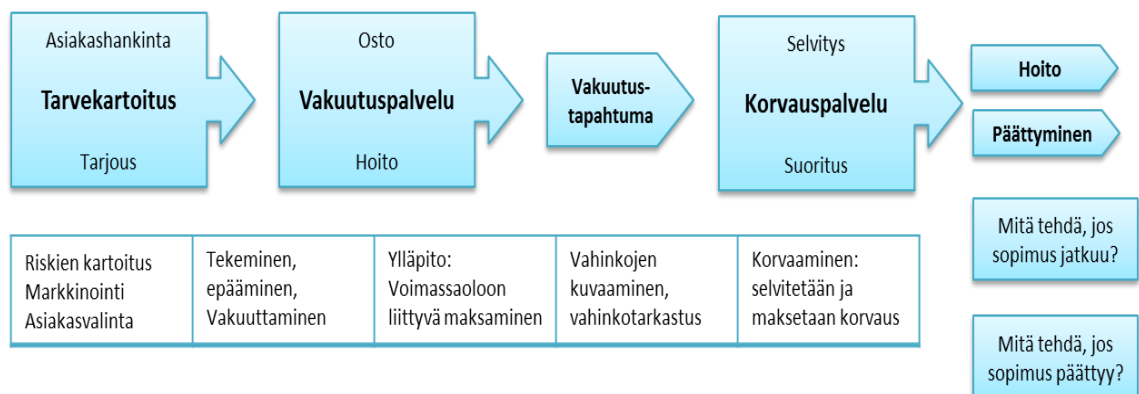 Asiakashankinta
Tarvekartoitus
Tarjous
Osto
Vakuutuspalvelu
Hoito
Vakuutus-
tapahtuma
Selvitys
Korvauspalvelu
Suoritus
Hoito
Päättyminen
Mitä tehdä, jos
sopimus jatkuu?
Mitä tehdä, jos
sopimus päättyy?
Riskien kartoitus
Markkinointi
Asiakasvalinta
Tekeminen,
epääminen,
Vakuuttaminen
Ylläpito:
Voimassaoloon
liittyvä maksaminen
Vahinkojen
kuvaaminen,
vahinkotarkastus
Korvaaminen:
selvitetään ja
maksetaan korvaus